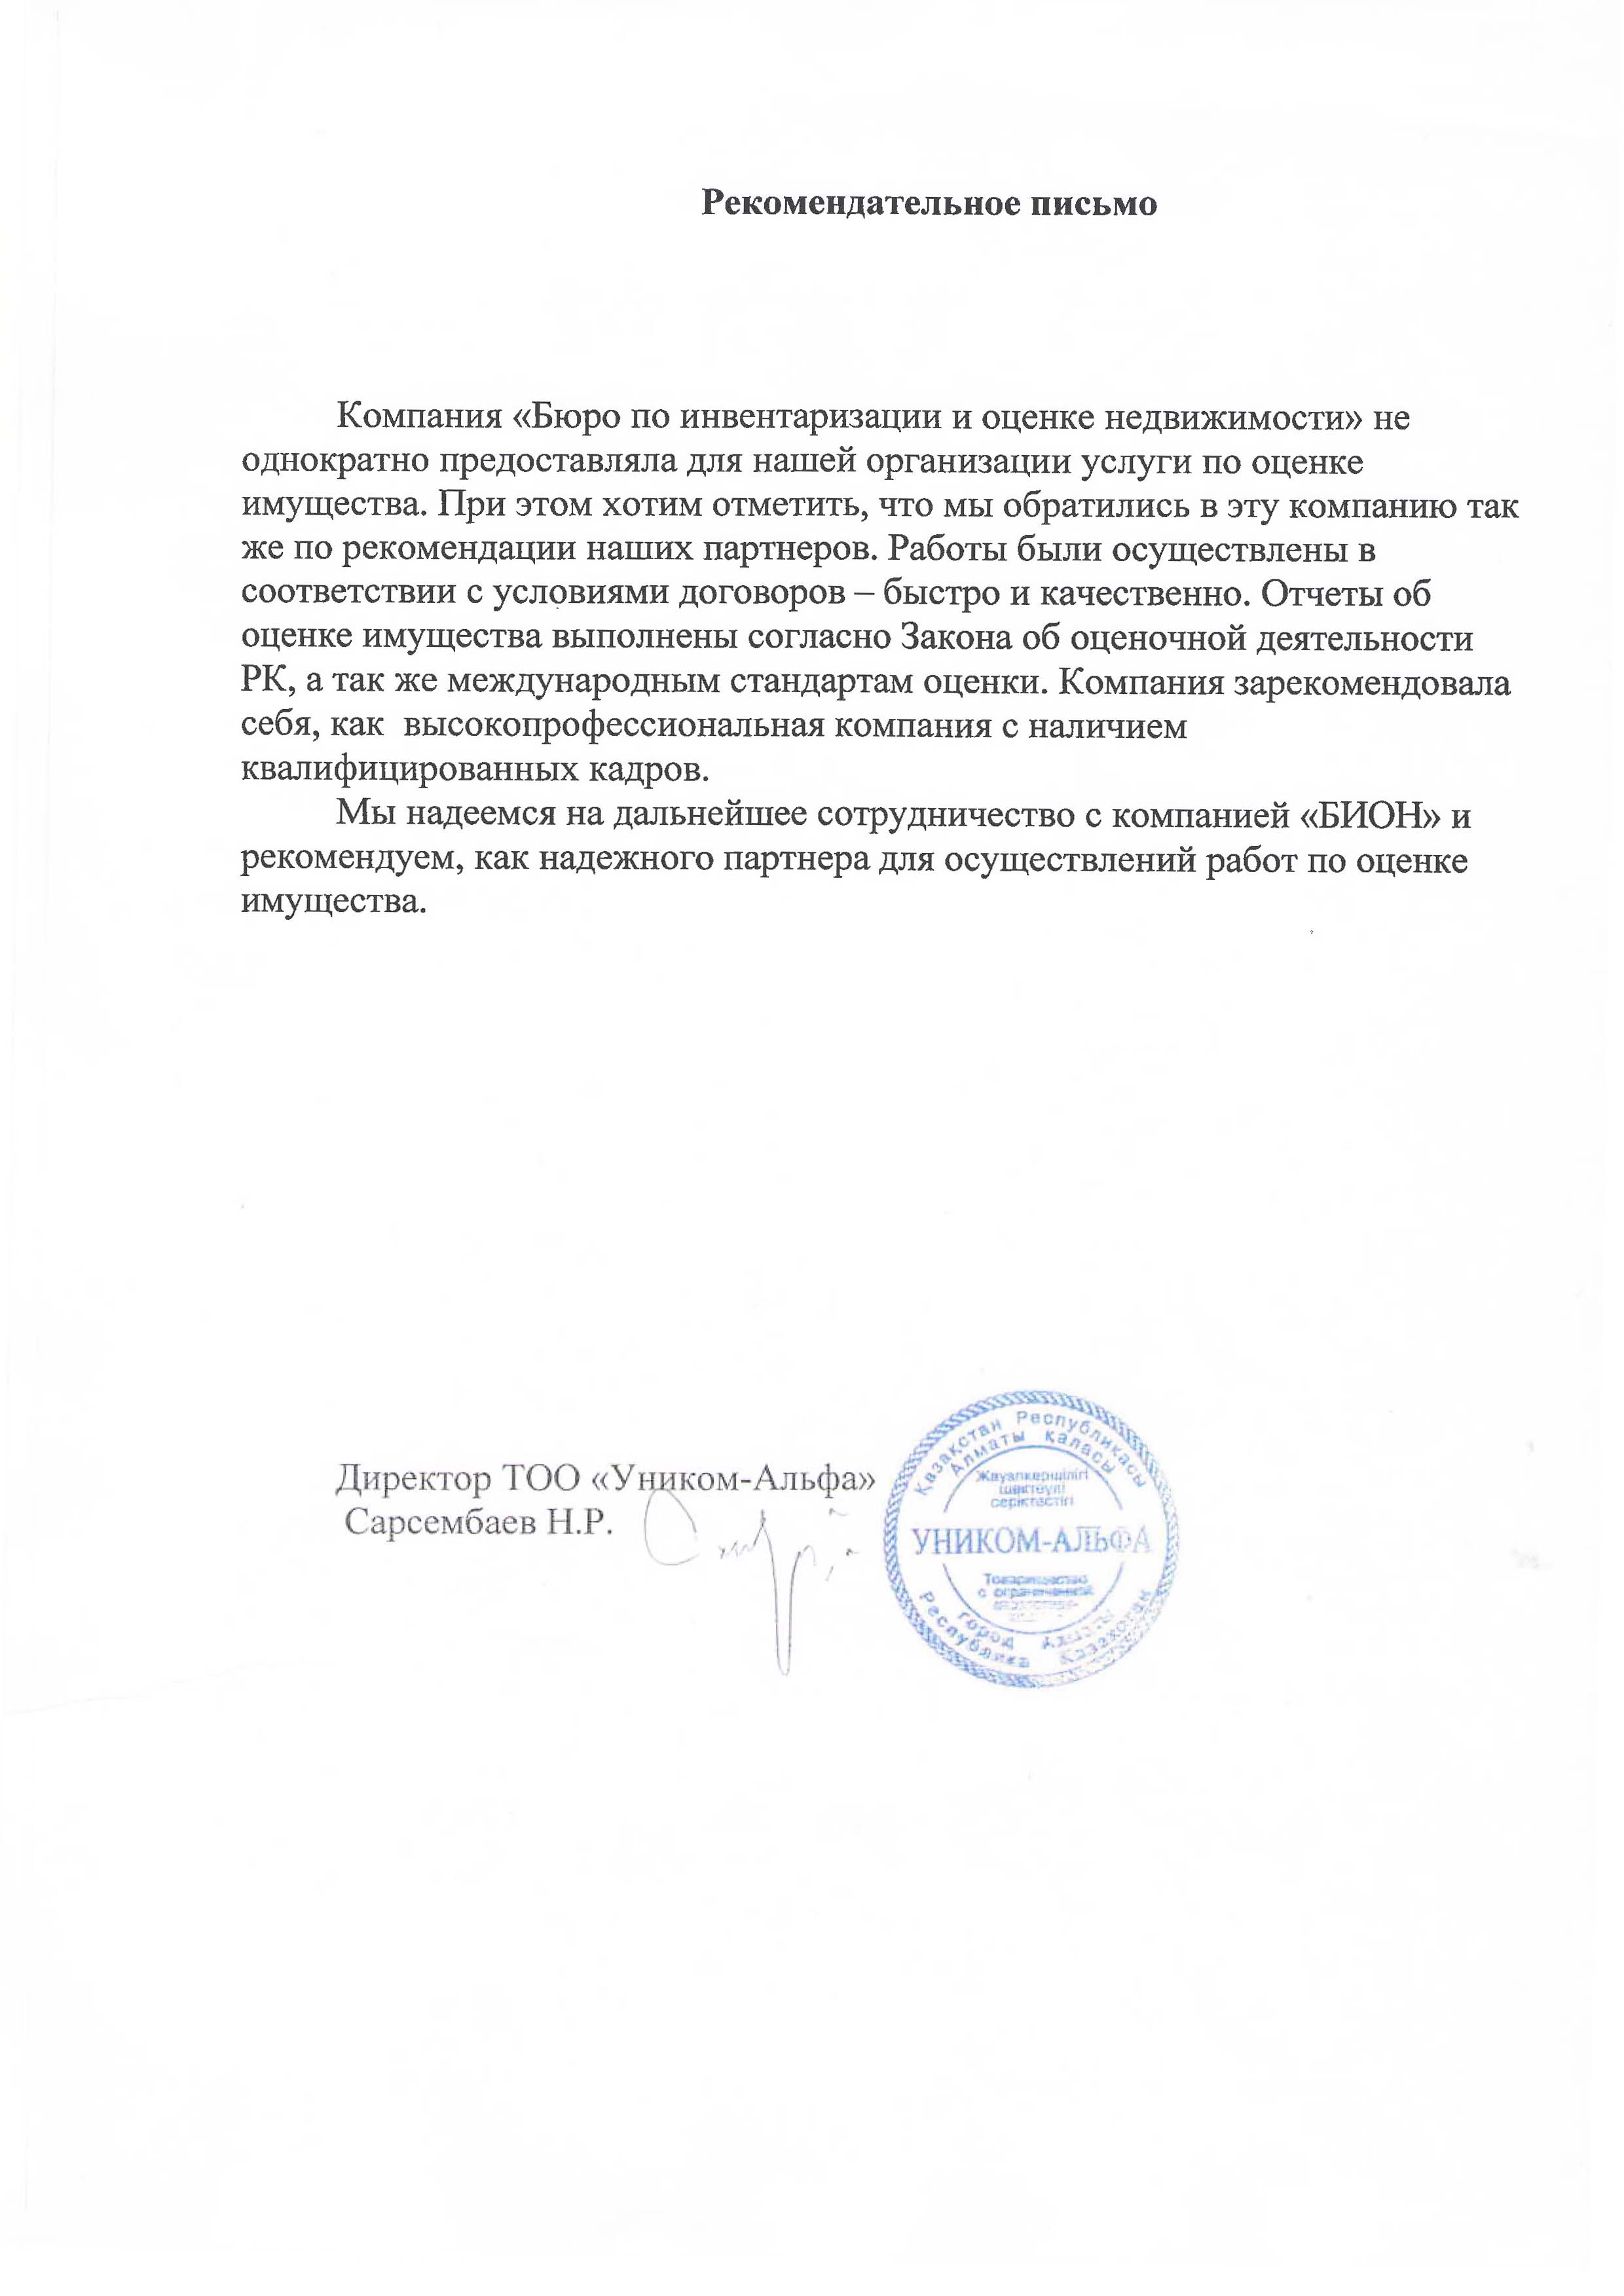 Рекомендательное письмо
Компания «Бюро по инвентаризации и оценке недвижимости» не
однократно предоставляла для нашей организации услуги по оценке
имущества. При этом хотим отметить, что мы обратились в эту компанию так
же по рекомендации наших партнеров. Работы были осуществлены в
соответствии с условиями договоров – быстро и качественно. Отчеты об
оценке имущества выполнены согласно Закона об оценочной деятельности
РК, а так же международным стандартам оценки. Компания зарекомендовала
себя, как  высокопрофессиональная компания с наличием
квалифицированных кадров.
Мы надеемся на дальнейшее сотрудничество с компанией «БИОН» и
рекомендуем, как надежного партнера для осуществлений работ по оценке
имущества.
Директор ТОО «Уником-Альфа»
Сарсембаев Н.Р.
Қазақстан Республикасы
Алматы қаласы
Жауапкершілігі
шектеулі
серіктестігі
УНИКОМ-АЛЬФА
Товарищество
с ограниченной
город Алматы
Республика Казахстан